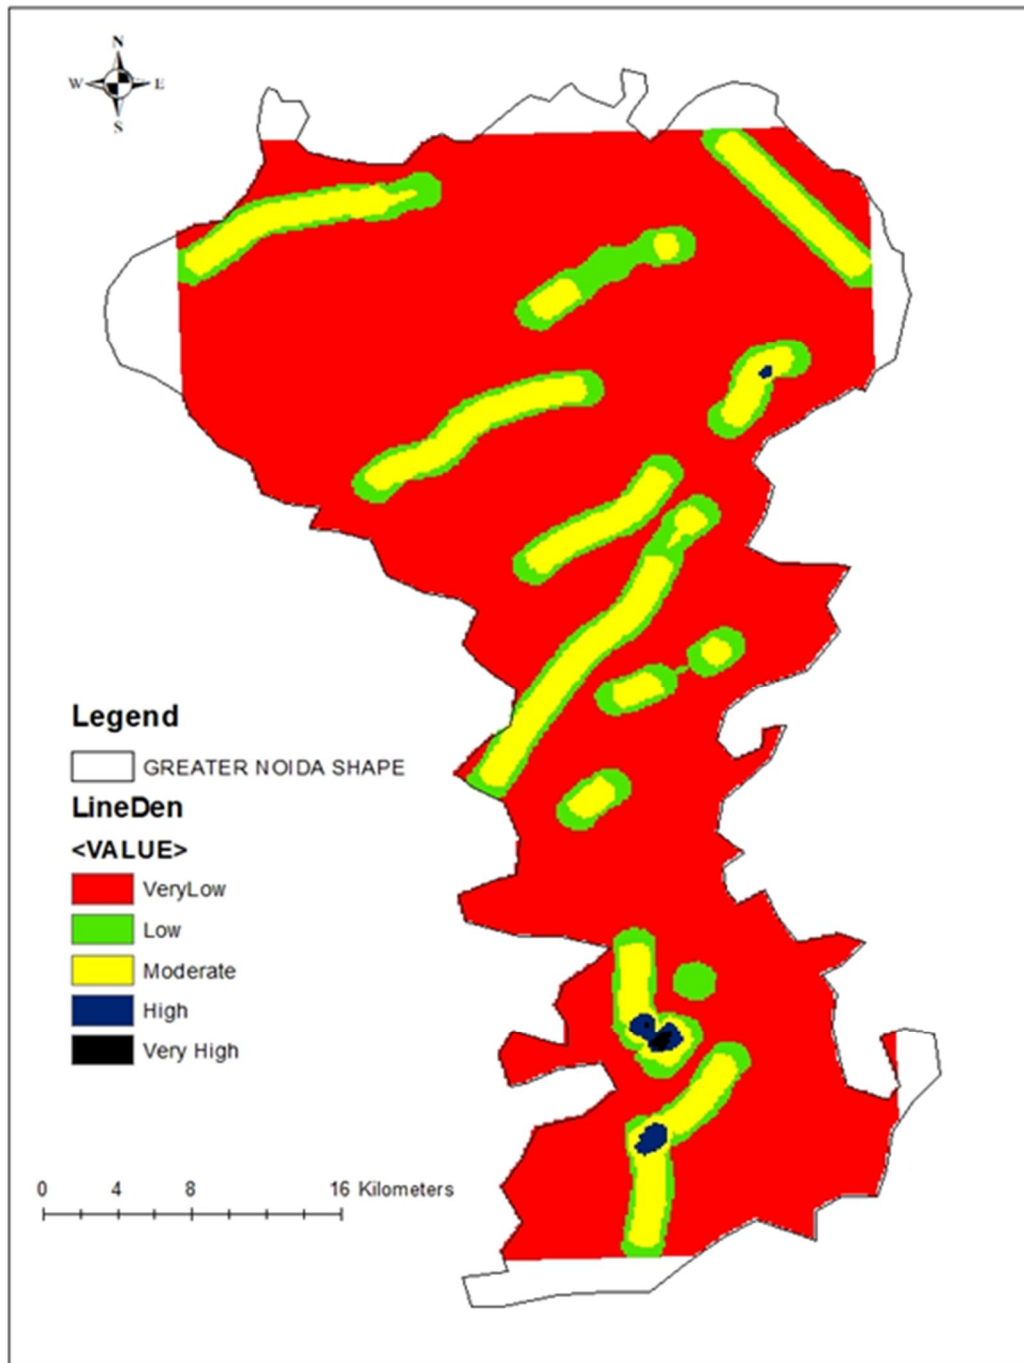 N
W E
S
Legend
GREATER NOIDA SHAPE
LineDen
<VALUE>
VeryLow
Low
Moderate
High
Very High
0 4 8 16 Kilometers